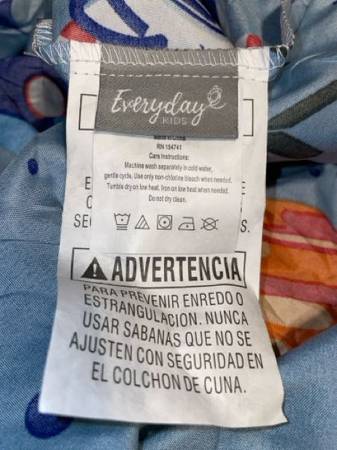 Everyday
KIDS
Made in China
RN 154741
Care Instructions:
Machine wash separately in cold water,
gentle cycle. Use only non-chlorine bleach when needed.
Tumble dry on low heat. Iron on low heat when needed.
Do not dry clean.
E
C
SE S.
ADVERTENCIA
PARA PREVENIR ENREDO O
ESTRANGULACION. NUNCA
USAR SABANAS QUE NO SE
AJUSTEN CON SEGURIDAD EN
EL COLCHON DE CUNA.